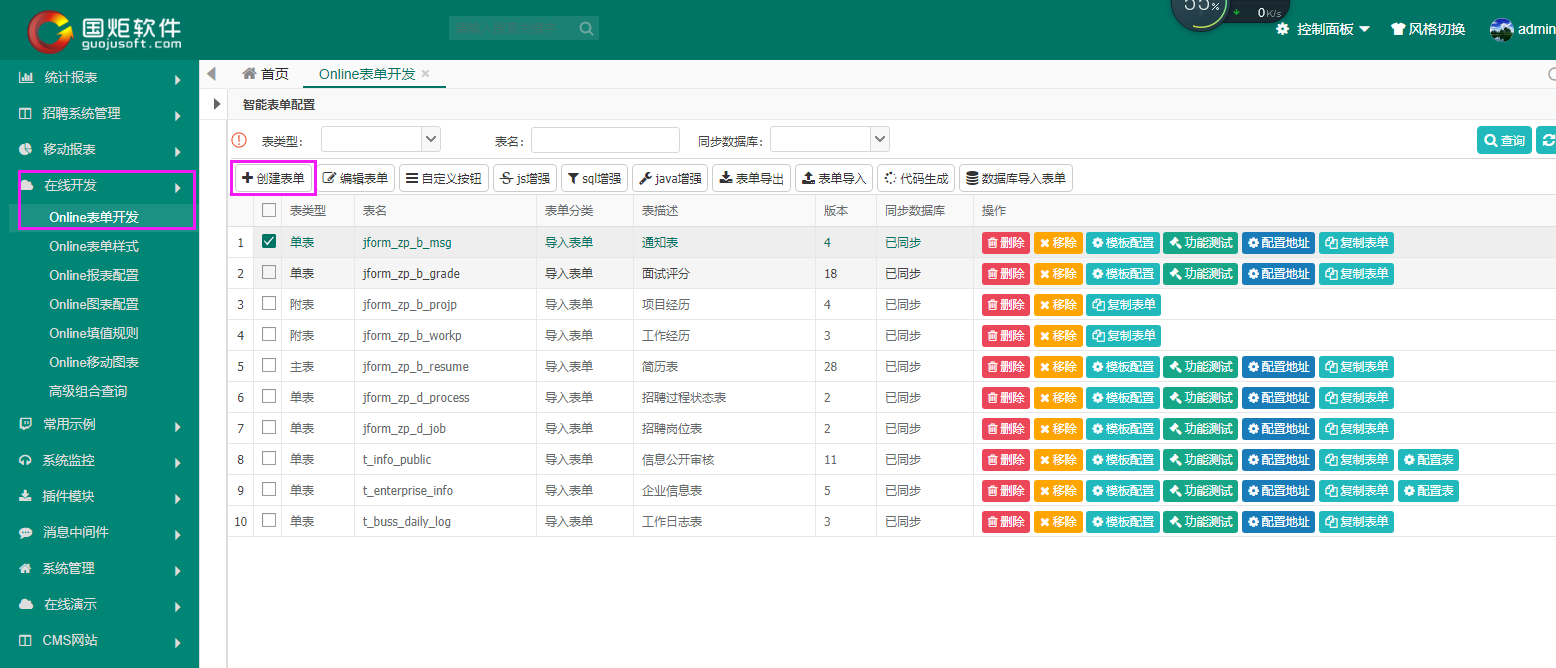 国炬软件
guojusoft.com
55%
0K/s
控制面板
风格切换
admin
统计报表
招聘系统管理
移动报表
在线开发
Online表单开发
Online表单样式
Online报表配置
Online图表配置
Online填值规则
Online移动图表
高级组合查询
常用示例
系统监控
插件模块
消息中间件
系统管理
在线演示
CMS网站
首页 Online表单开发
智能表单配置
表类型: 表名: 同步数据库: 查询
创建表单 编辑表单 自定义按钮 js增强 sql增强 java增强 表单导出 表单导入 代码生成 数据库导入表单
表类型 表名 表单分类 表描述 版本 同步数据库 操作
1 单表 jform_zp_b_msg 导入表单 通知表 4 已同步 删除 移除 模板配置 功能测试 配置地址 复制表单
2 单表 jform_zp_b_grade 导入表单 面试评分 18 已同步 删除 移除 模板配置 功能测试 配置地址 复制表单
3 附表 jform_zp_b_projp 导入表单 项目经历 4 已同步 删除 移除 复制表单
4 附表 jform_zp_b_workp 导入表单 工作经历 3 已同步 删除 移除 复制表单
5 主表 jform_zp_b_resume 导入表单 简历表 28 已同步 删除 移除 模板配置 功能测试 配置地址 复制表单
6 单表 jform_zp_d_process 导入表单 招聘过程状态表 2 已同步 删除 移除 模板配置 功能测试 配置地址 复制表单
7 单表 jform_zp_d_job 导入表单 招聘岗位表 2 已同步 删除 移除 模板配置 功能测试 配置地址 复制表单
8 单表 t_info_public 导入表单 信息公开审核 11 已同步 删除 移除 模板配置 功能测试 配置地址 复制表单 配置表
9 单表 t_enterprise_info 导入表单 企业信息表 5 已同步 删除 移除 模板配置 功能测试 配置地址 复制表单 配置表
10 单表 t_buss_daily_log 导入表单 工作日志表 3 已同步 删除 移除 模板配置 功能测试 配置地址 复制表单